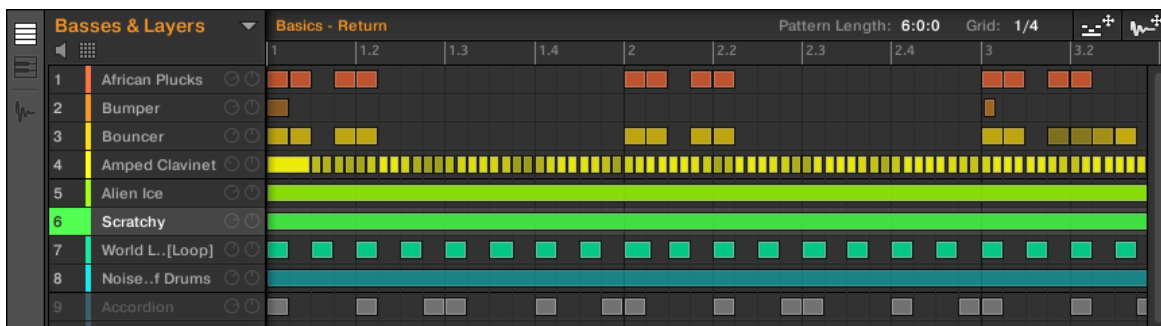 Basses & Layers Basics - Return Pattern Length: 6:0:0 Grid: 1/4
1 1.2 1.3 1.4 2 2.2 2.3 2.4 3 3.2
1 African Plucks
2 Bumper
3 Bouncer
4 Amped Clavinet
5 Alien Ice
6 Scratchy
7 World L..[Loop]
8 Noise..f Drums
9 Accordion